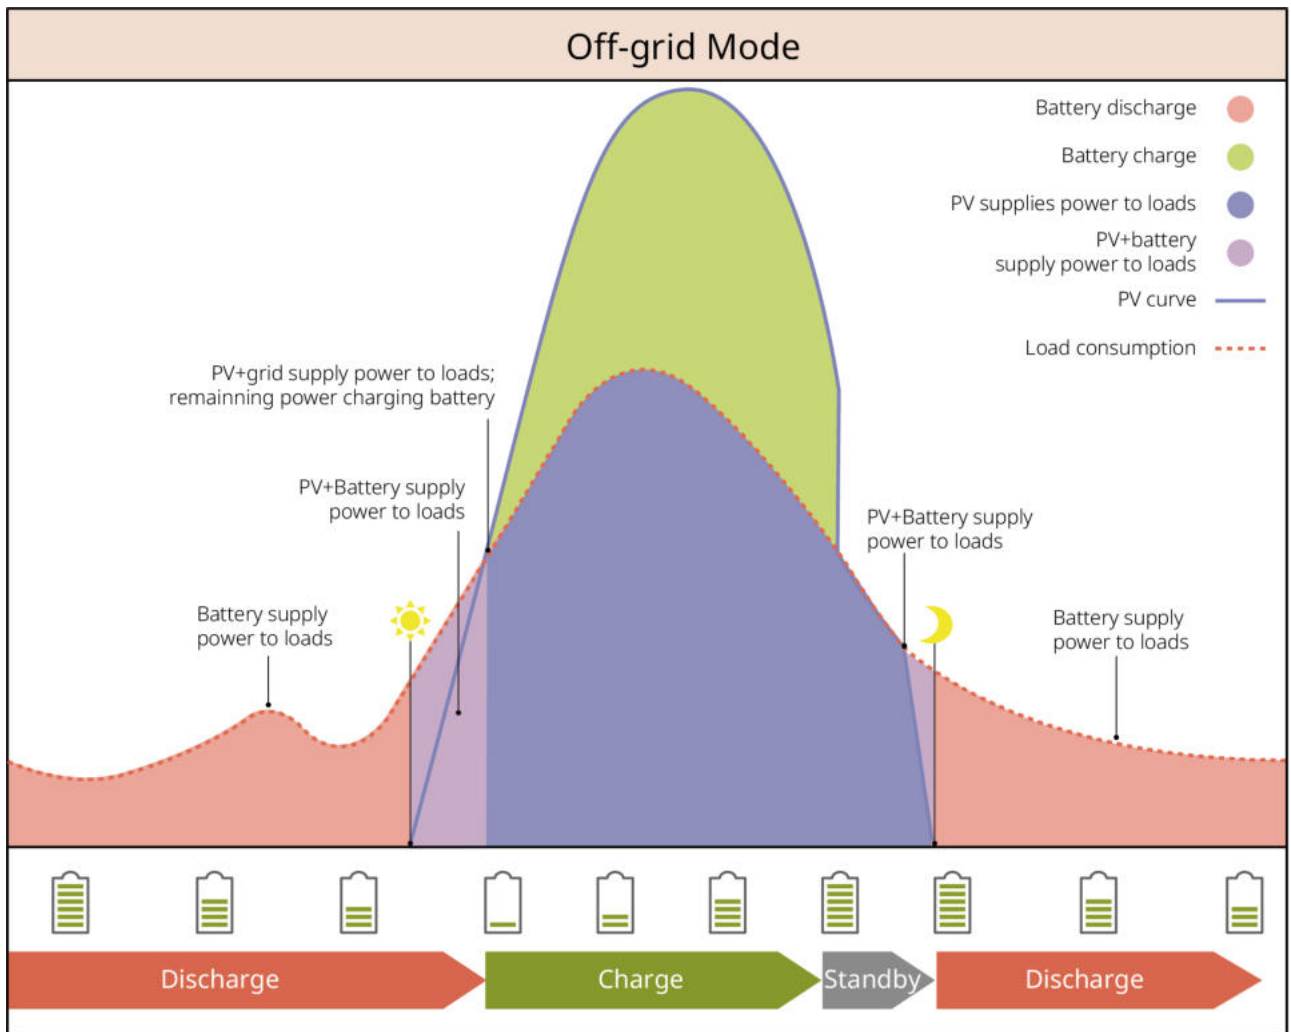 Off-grid Mode
Battery discharge
Battery charge
PV supplies power to loads
PV+battery
supply power to loads
PV curve
Load consumption
PV+grid supply power to loads;
remainning power charging battery
PV+Battery supply
power to loads
PV+Battery supply
power to loads
Battery supply
power to loads
Battery supply
power to loads
Discharge
Charge
Standby
Discharge